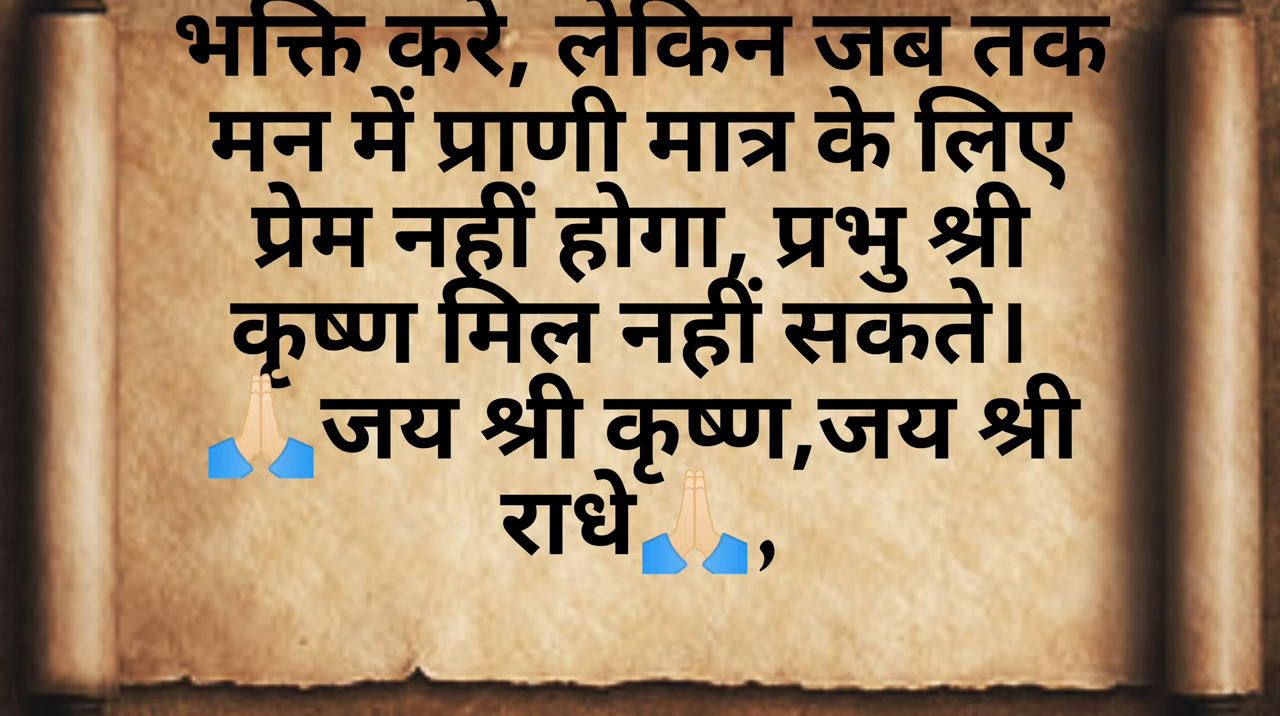 भक्ति करे, लेकिन जब तक
मन में प्राणी मात्र के लिए
प्रेम नहीं होगा, प्रभु श्री
कृष्ण मिल नहीं सकते।
🙏🏻जय श्री कृष्ण,जय श्री
राधे🙏🏻,